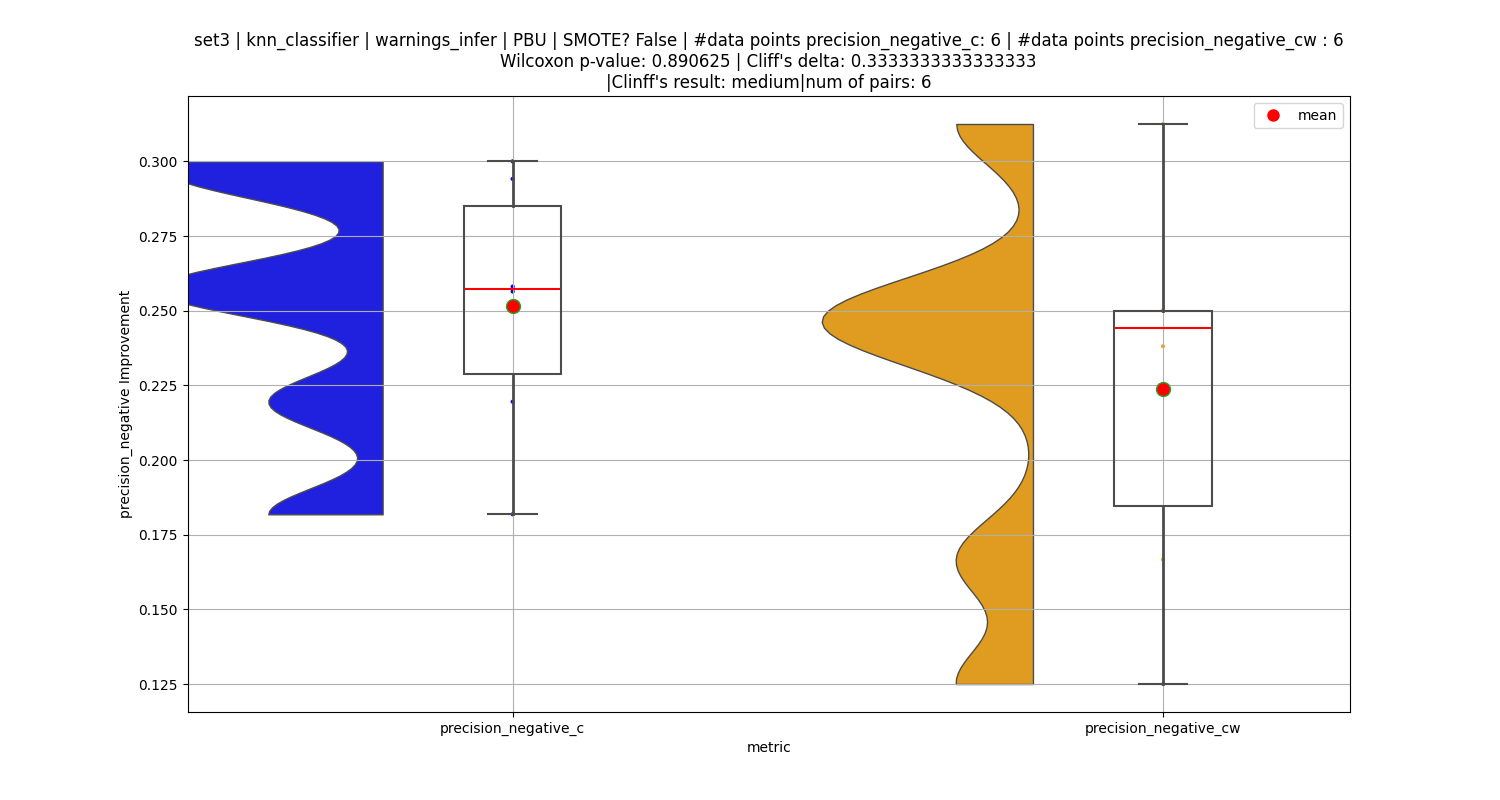 set3 | knn_classifier | warnings_infer | PBU | SMOTE? False | #data points precision_negative_c: 6 | #data points precision_negative_cw : 6
Wilcoxon p-value: 0.890625 | Cliff's delta: 0.3333333333333333
|Clinff's result: medium|num of pairs: 6
mean
0.300
0.275
0.250
0.225
0.200
0.175
0.150
0.125
precision_negative Improvement
precision_negative_c
precision_negative_cw
metric